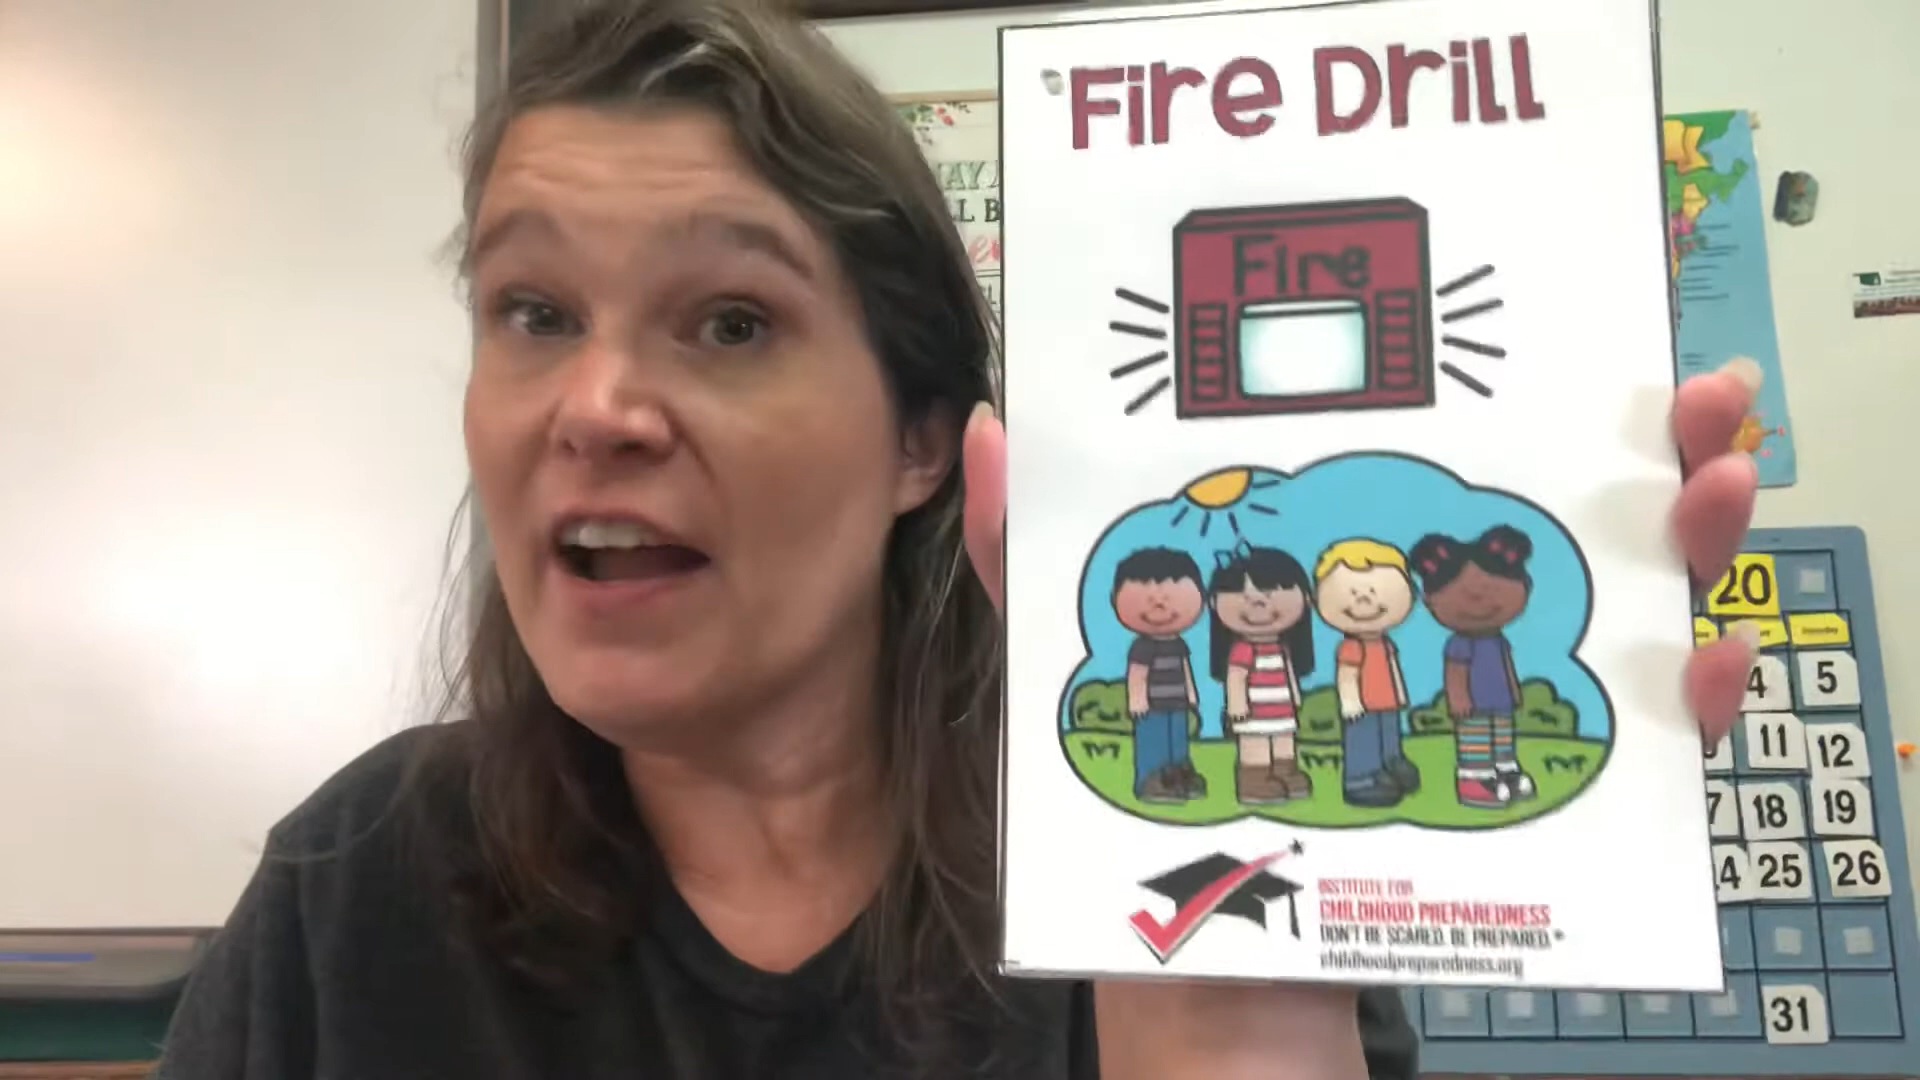 Fire Drill
Fire
INSTITUTE FOR
CHILDHOOD PREPAREDNESS
DON'T BE SCARED. BE PREPARED.®
childhoodpreparedness.org
L B
20
4 5
11 12
7 18 19
25 26
31